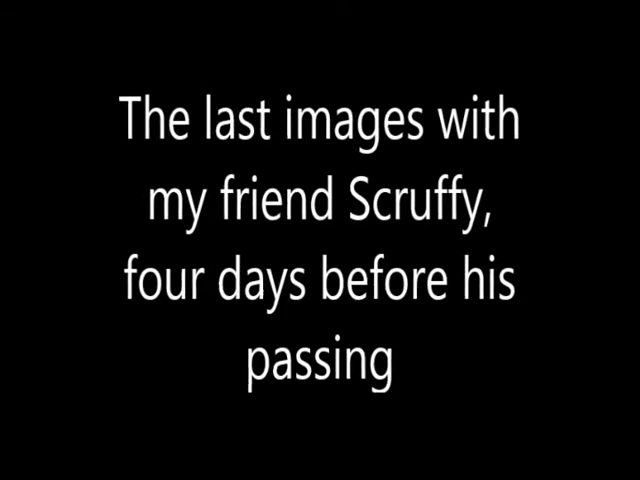 The last images with
my friend Scruffy,
four days before his
passing